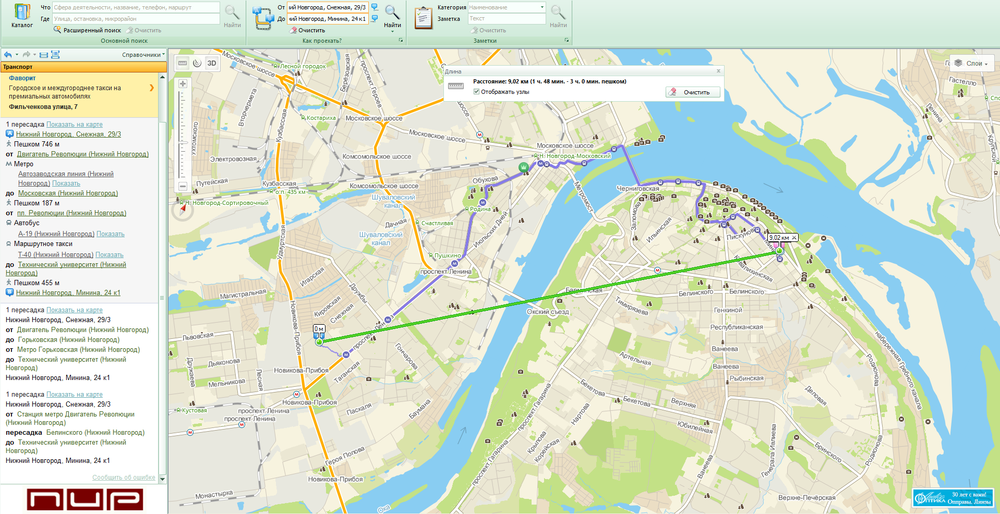 Каталог
Что
Сфера деятельности, название, телефон, маршрут
Где
Улица, остановка, микрорайон
Расширенный поиск
Очистить
Найти
Основной поиск
От
ий Новгород, Снежная, 29/3
До
ий Новгород, Минина, 24 к1
Очистить
Найти
Как проехать?
Категория
Наименование
Заметка
Текст
Очистить
Найти
Заметки
Справочники
Транспорт
Фаворит
Городское и междугороднее такси на
премиальных автомобилях
Фильченкова улица, 7
1 пересадка Показать на карте
A Нижний Новгород, Снежная, 29/3
Пешком 746 м
от Двигатель Революции (Нижний Новгород)
Метро
Автозаводская линия (Нижний
Новгород) Показать
до Московская (Нижний Новгород)
Пешком 187 м
от пл. Революции (Нижний Новгород)
Автобус
А-19 (Нижний Новгород) Показать
Маршрутное такси
Т-40 (Нижний Новгород) Показать
до Технический университет (Нижний
Новгород)
Пешком 455 м
B Нижний Новгород, Минина, 24 к1
1 пересадка Показать на карте
Нижний Новгород, Снежная, 29/3
от Двигатель Революции (Нижний Новгород)
до Горьковская (Нижний Новгород)
от Метро Горьковская (Нижний Новгород)
до Технический университет (Нижний
Новгород)
Нижний Новгород, Минина, 24 к1
1 пересадка Показать на карте
Нижний Новгород, Снежная, 29/3
от Станция метро Двигатель Революции
(Нижний Новгород)
пересадка Белинского (Нижний Новгород)
до Технический университет (Нижний
Новгород)
Нижний Новгород, Минина, 24 к1
Сообщить об ошибке
ПИР
3D
Слои
Длина
Расстояние: 9,02 км (1 ч. 48 мин. - 3 ч. 0 мин. пешком)
Отображать узлы
Очистить
Московское шоссе
Лесной городок
Берёзовская
проспект Героев
шоссе
Гастелло
Ленина
Крупской
Вторчермета
Костариха
Московское шоссе
Кузбасская
Ухтомского
Московское шоссе
Московское шоссе
Электровозная
Комсомольское шоссе
Н. Новгород-Московский
Путейская
Кузбасская
Комсомольское шоссе
Обухова
о.п. 435 км
Метромост
Черниговская
Шуваловский
канал
Н. Новгород-Сортировочный
Родина
Дачная
Счастливая
Июльских Дней
Заломова
Ильинская
Пискунова
Шуваловский
канал
Удмуртская
9,02 км
Пушкино
проспект Ленина
Ковалихинская
Игарская
Дружбы
Барминская
Белинского
Белинского
Магистральная
Кировская
Снежная
Тимирязева
Генкиной
Окский съезд
Новикова-Прибоя
0 м
Республиканская
Львовская
набережная Гребного канала
Ванеева
Гончарова
Артельная
Дьяконова
Дружаева
Лесная
Новикова-Прибоя
Таганская
Ванеева
Родионова
Рыбинская
Мельникова
Бекетова
Деловая
Новикова-Прибоя
Бекетова
Верхняя
Кустовая
проспект Ленина
проспект Ленина
Паскаля
Баумана
проспект Гагарина
Нартова
Юбилейная
Крылова
Корейская
Генерала Ивлиева
Бринского
Героя Попова
проспект Гагарина
Ванеева
Родионова
Новикова-Прибоя
Монастырка
Ока
Верхне-Печёрская
30 лет с вами!
Оптика
Оправы. Линзы